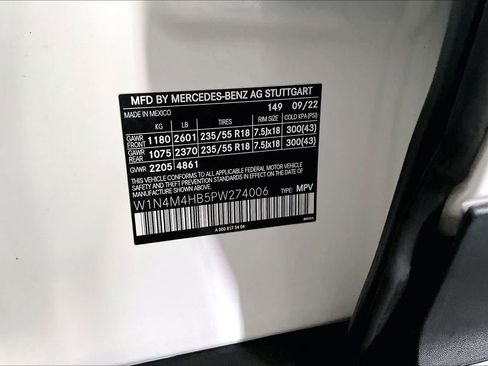 MFD BY MERCEDES-BENZ AG STUTTGART
MADE IN MEXICO 149 09/22
KG LB TIRES RIM SIZE COLD KPA (PSI)
GAWR FRONT 1180 2601 235/55 R18 7.5Jx18 300(43)
GAWR REAR 1075 2370 235/55 R18 7.5Jx18 300(43)
GVWR 2205 4861
THIS VEHICLE CONFORMS TO ALL APPLICABLE FEDERAL MOTOR VEHICLE
SAFETY, BUMPER, AND THEFT PREVENTION STANDARDS IN EFFECT ON THE DATE
OF MANUFACTURE SHOWN ABOVE.
W1N4M4HB5PW274006 TYPE: MPV
A 000 817 34 04